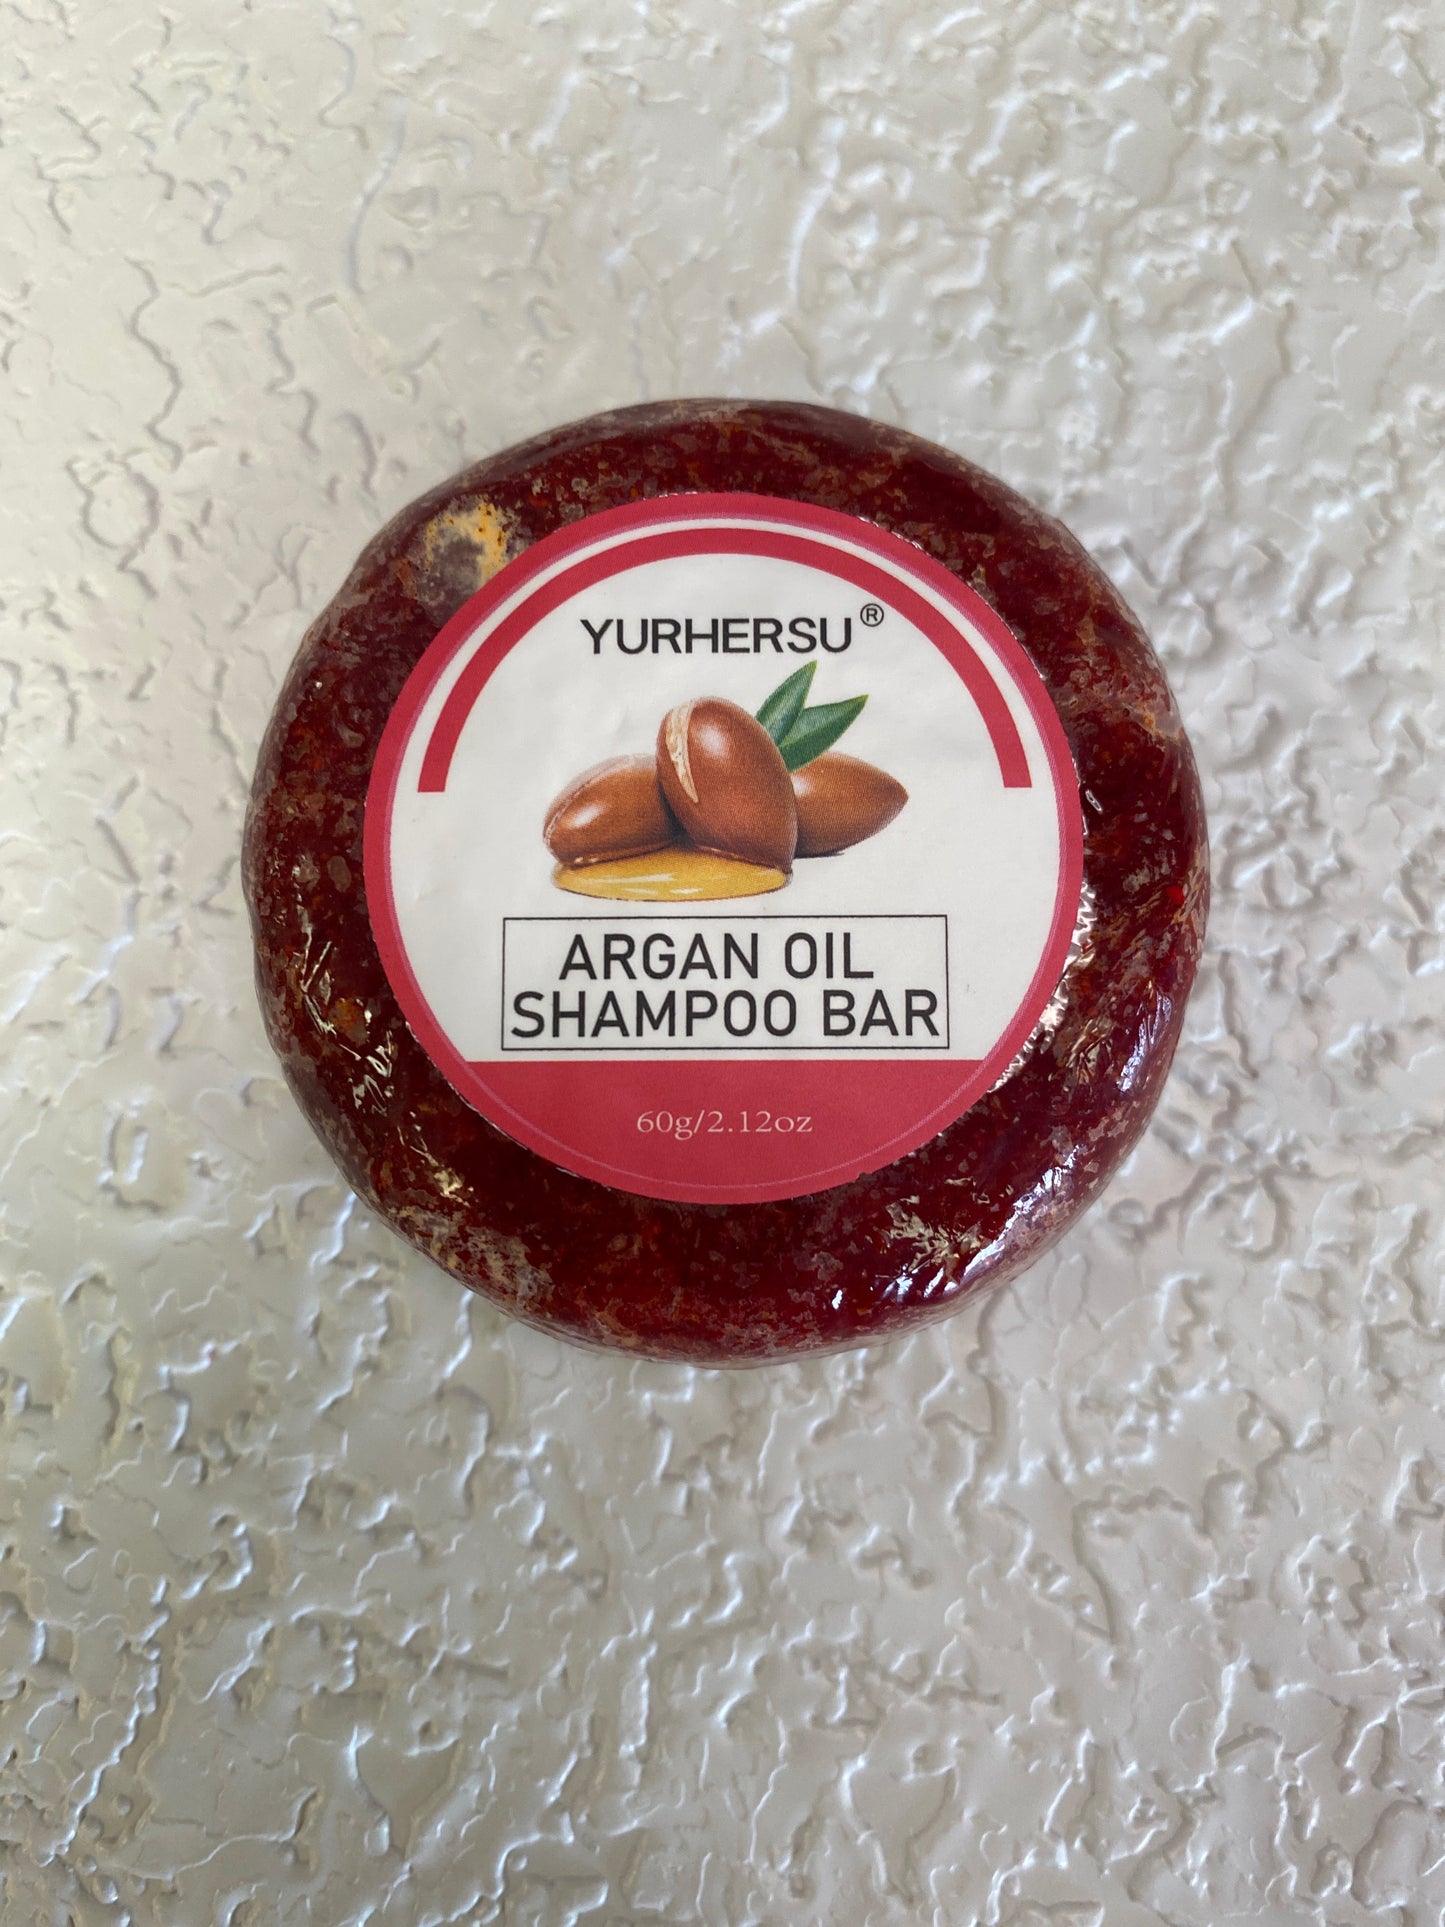 YURHERSU®
ARGAN OIL
SHAMPOO BAR
60g/2.12oz